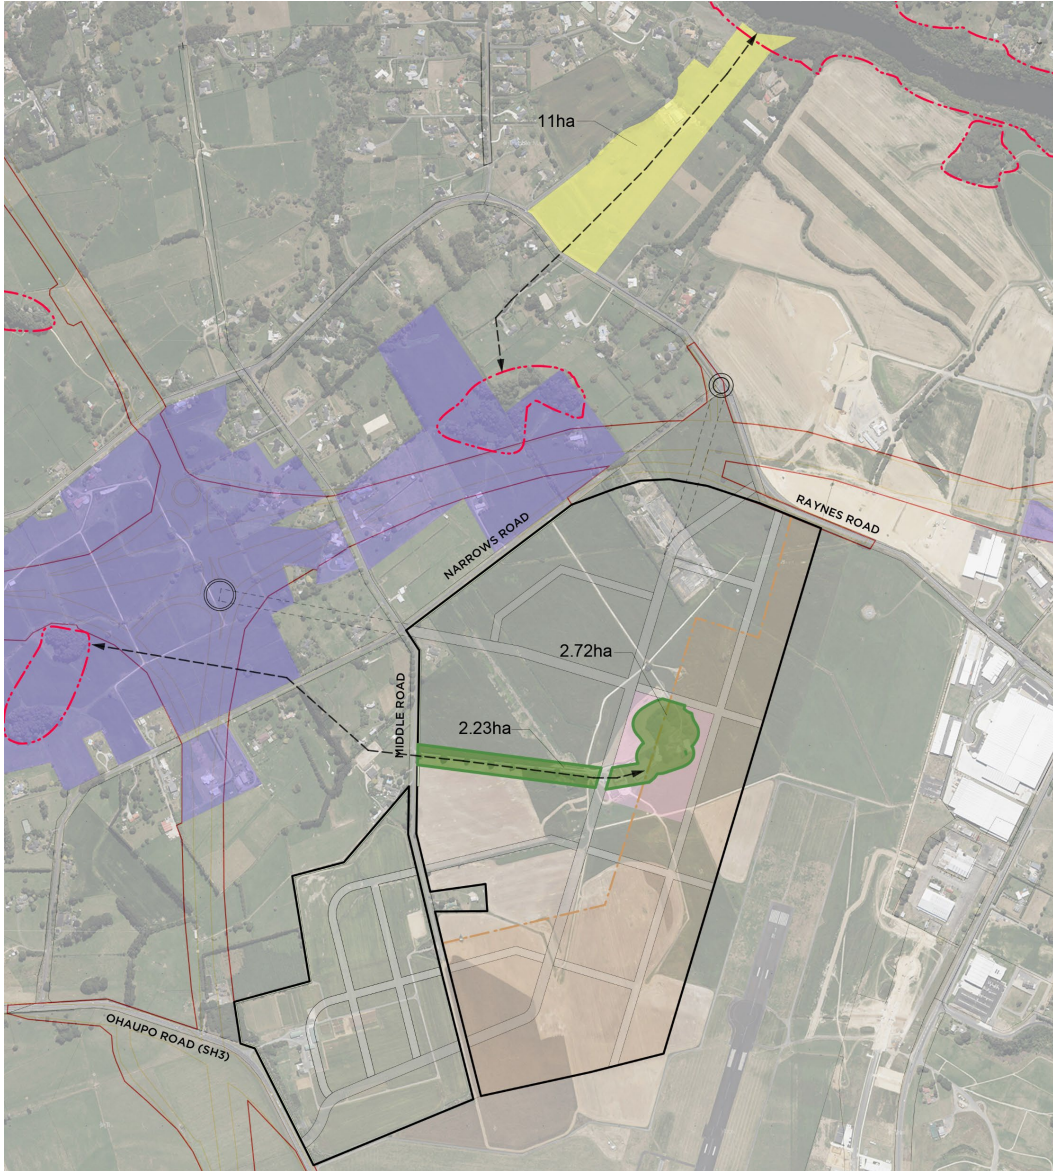 11ha
RAYNES ROAD
NARROWS ROAD
2.72ha
MIDDLE ROAD
2.23ha
OHAUPO ROAD (SH3)